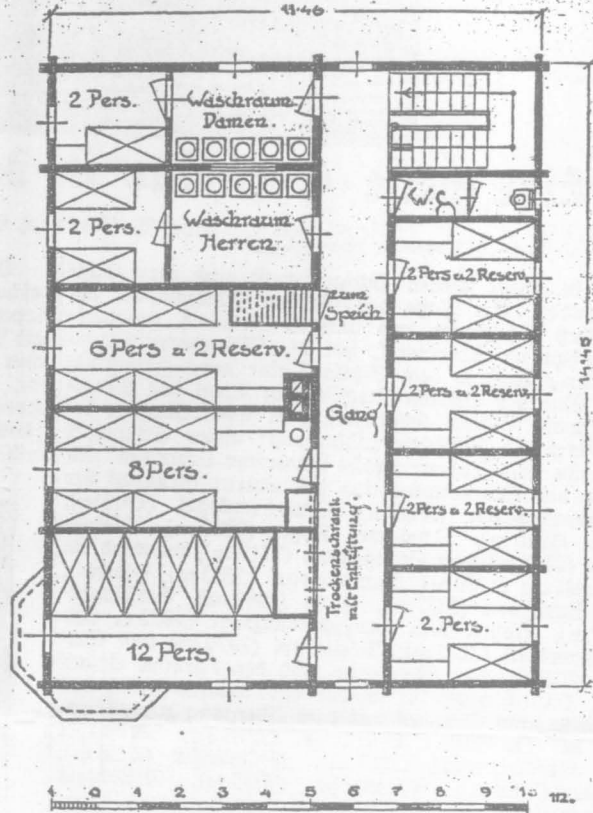 11.46
2 Pers.
Waschraum
Damen.
W.C.
2 Pers.
Waschraum
Herren.
2 Pers u 2 Reserv.
zum
Speich
6 Pers u 2 Reserv.
2 Pers u 2 Reserv.
14.46
Gang
8 Pers.
2 Pers u 2 Reserv.
Trockenschrank
mit Entlüftung.
2. Pers.
12 Pers.
1 0 1 2 3 4 5 6 7 8 9 10 m.